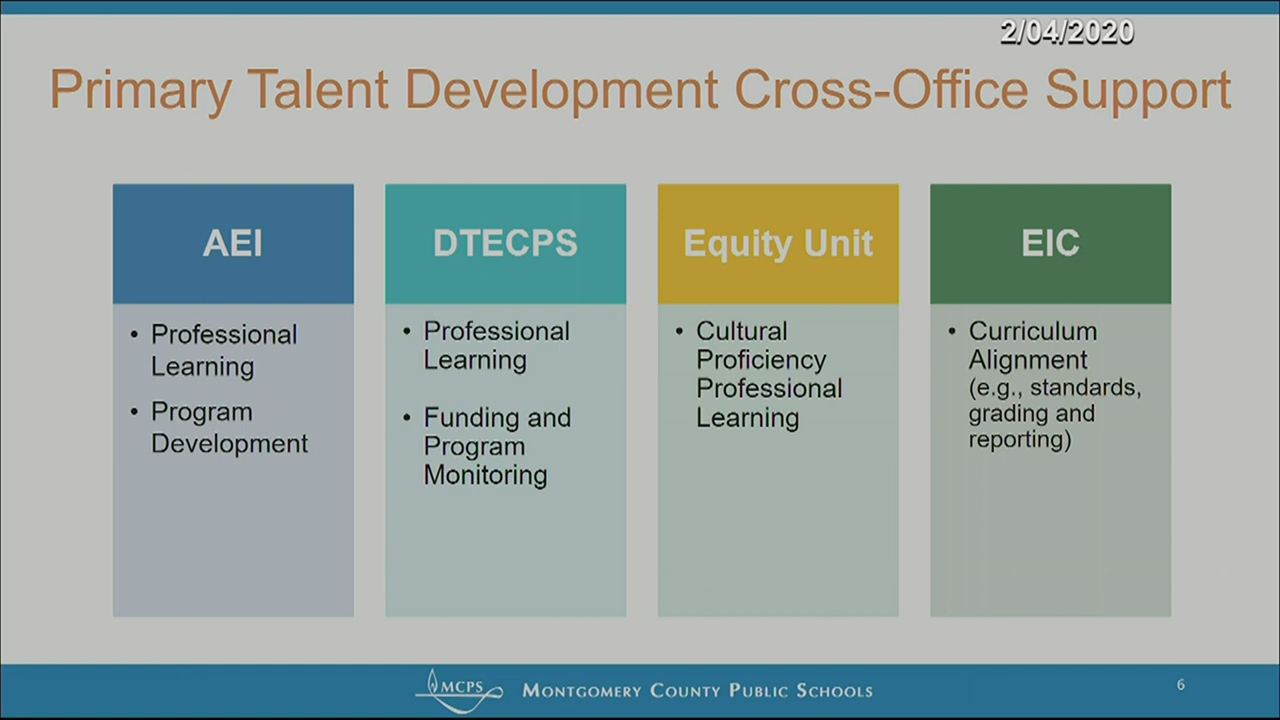 2/04/2020
Primary Talent Development Cross-Office Support
AEI
• Professional
Learning
• Program
Development
DTECPS
• Professional
Learning
• Funding and
Program
Monitoring
Equity Unit
• Cultural
Proficiency
Professional
Learning
EIC
• Curriculum
Alignment
(e.g., standards,
grading and
reporting)
MCPS
MONTGOMERY COUNTY PUBLIC SCHOOLS
6